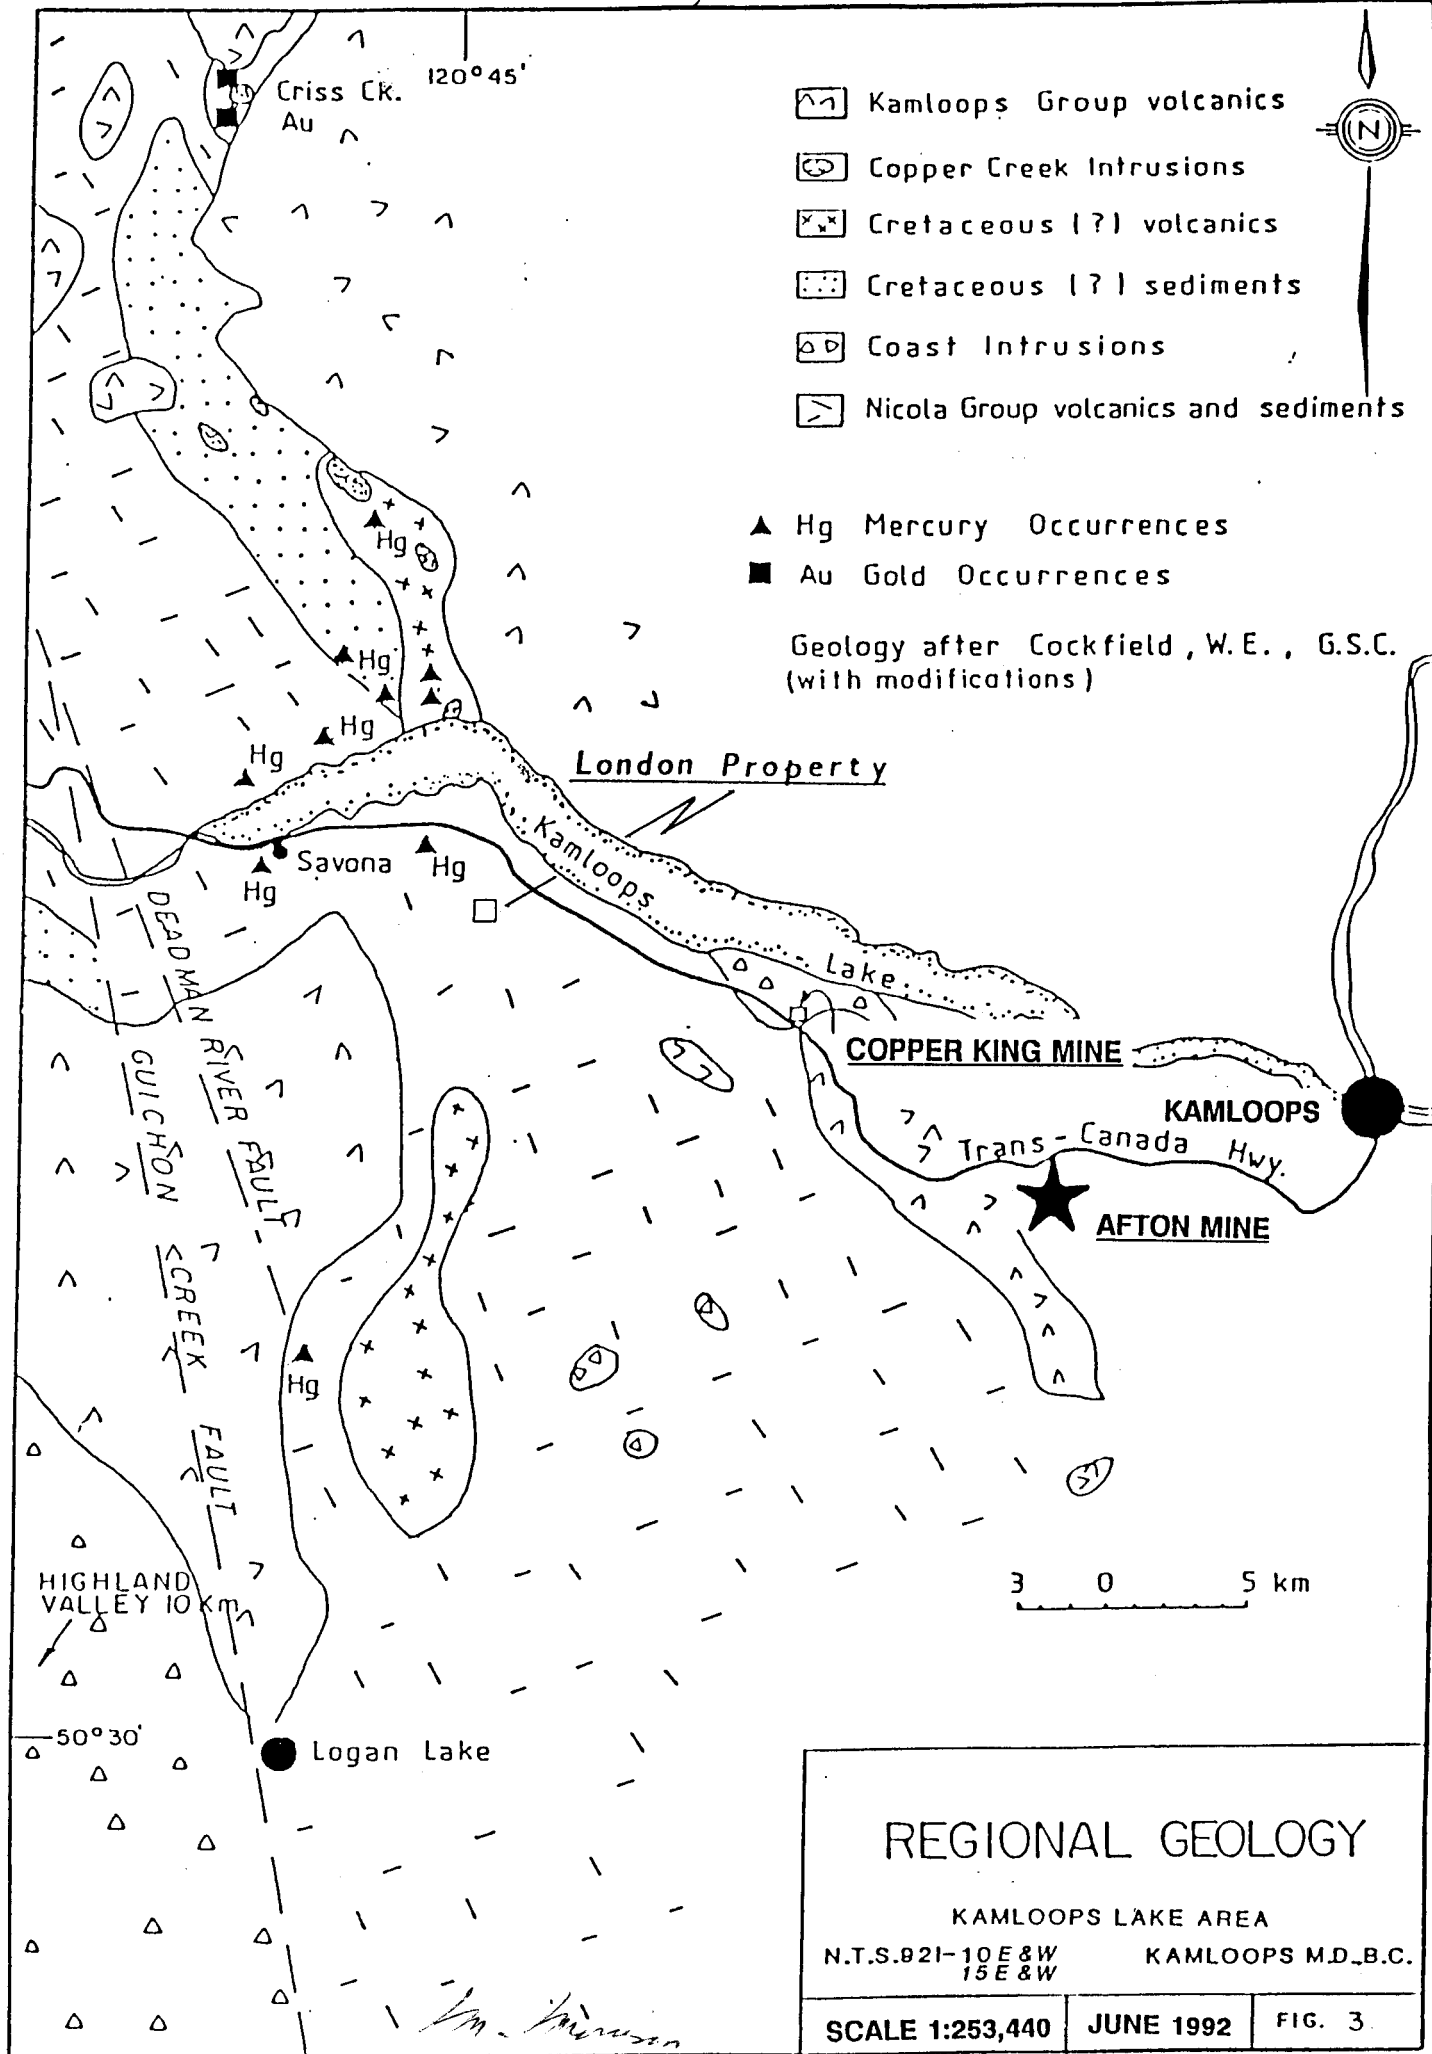 120°45'
Criss Ck.
Au
Kamloops Group volcanics
Copper Creek Intrusions
Cretaceous (?) volcanics
Cretaceous (?) sediments
Coast Intrusions
Nicola Group volcanics and sediments
N
Hg Mercury Occurrences
Au Gold Occurrences
Geology after Cockfield, W.E., G.S.C.
(with modifications)
Hg
Hg
Hg
Hg
London Property
Kamloops
Lake
Savona
Hg
Hg
DEADMAN RIVER FAULT
GUICHON CREEK FAULT
COPPER KING MINE
KAMLOOPS
Trans-Canada Hwy.
AFTON MINE
Hg
HIGHLAND
VALLEY 10 Km
3 0 5 km
50°30'
Logan Lake
REGIONAL GEOLOGY
KAMLOOPS LAKE AREA
N.T.S.92I-10E&W KAMLOOPS M.D.-B.C.
15E&W
SCALE 1:253,440 JUNE 1992 FIG. 3